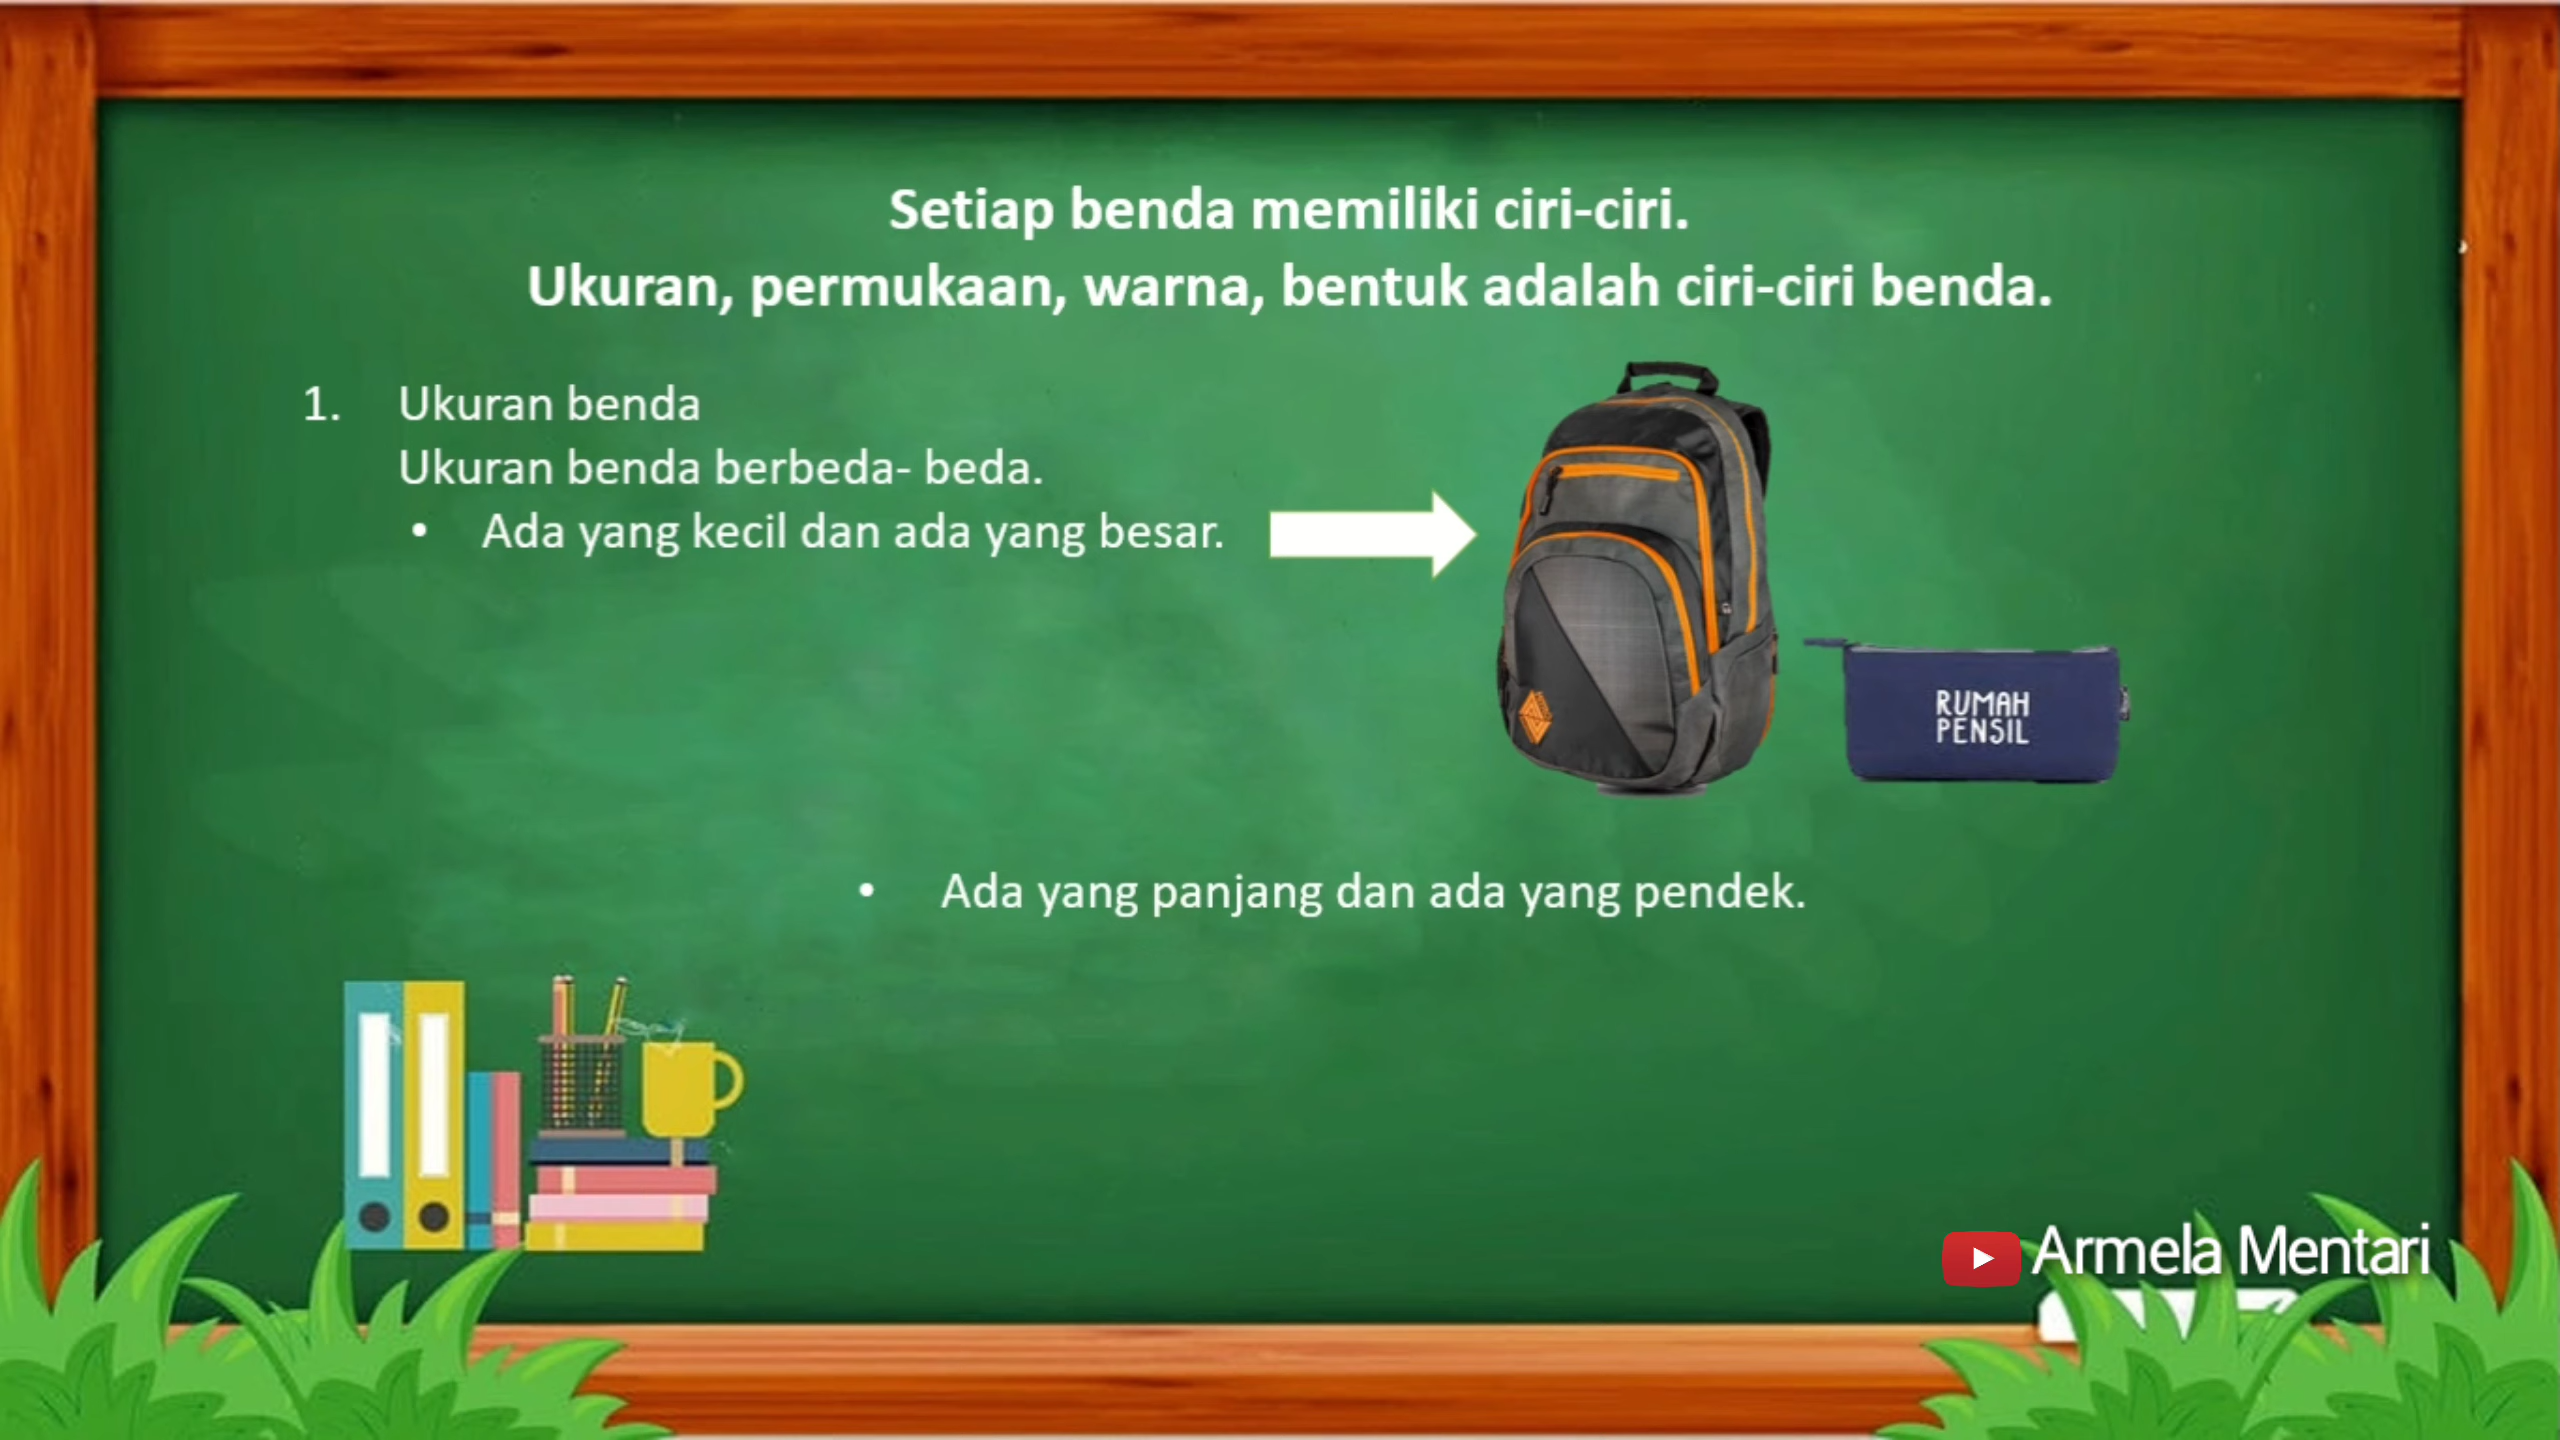 Setiap benda memiliki ciri-ciri.
Ukuran, permukaan, warna, bentuk adalah ciri-ciri benda.
1. Ukuran benda
Ukuran benda berbeda- beda.
• Ada yang kecil dan ada yang besar.
RUMAH
PENSIL
• Ada yang panjang dan ada yang pendek.
Armela Mentari